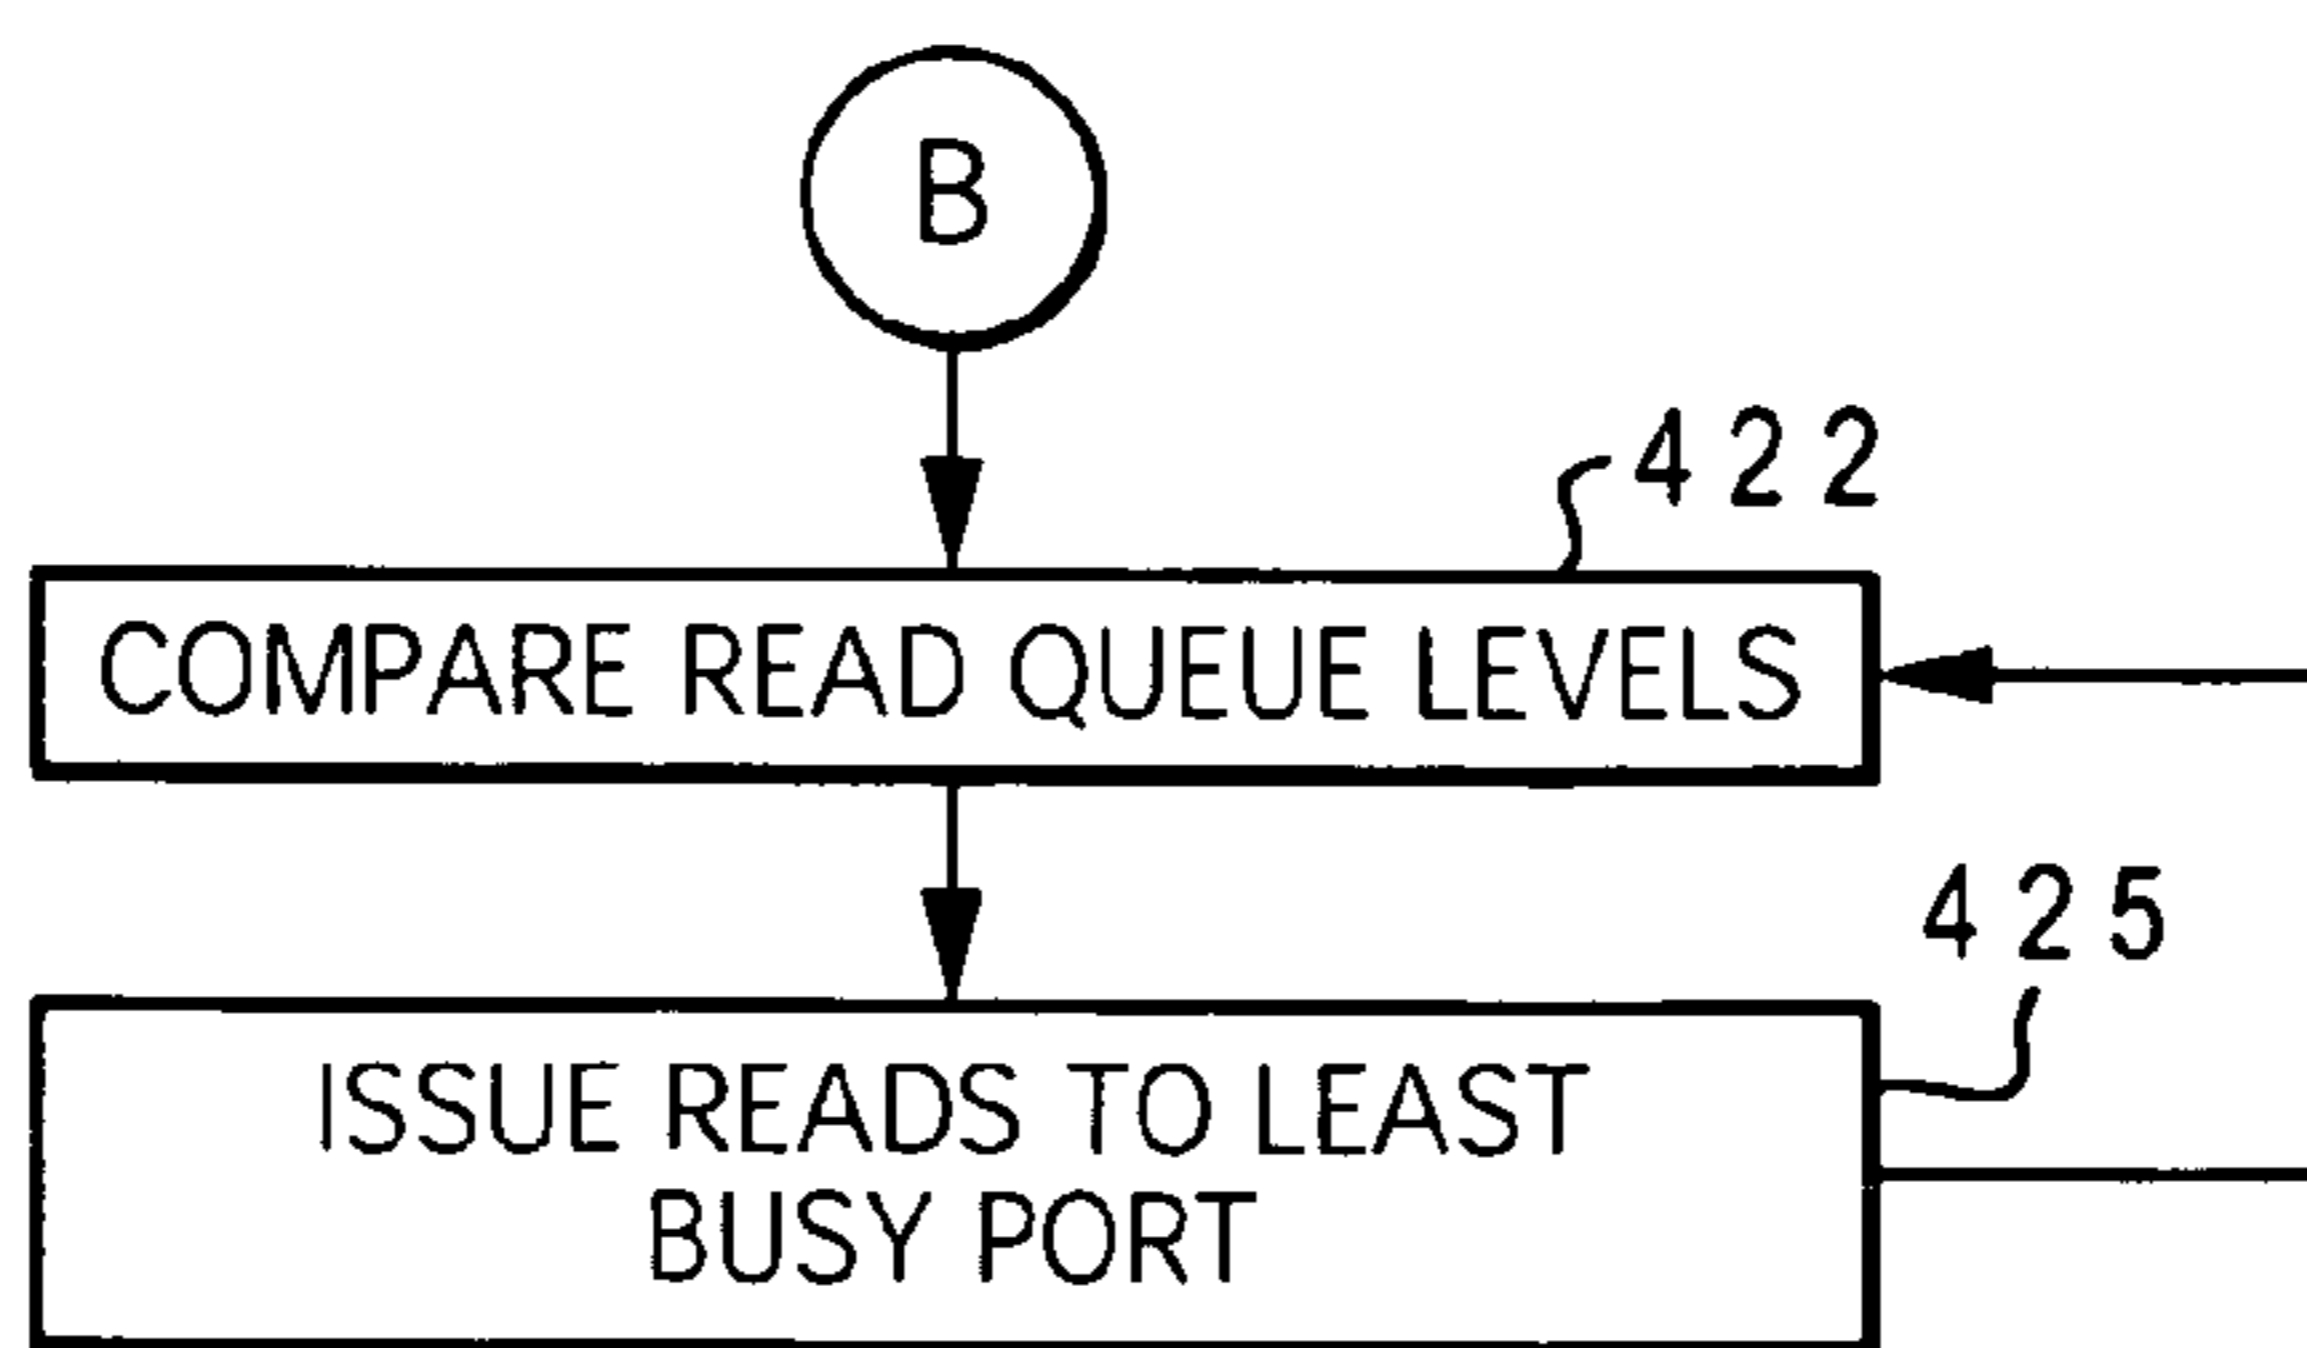 B
422
COMPARE READ QUEUE LEVELS
425
ISSUE READS TO LEAST
BUSY PORT